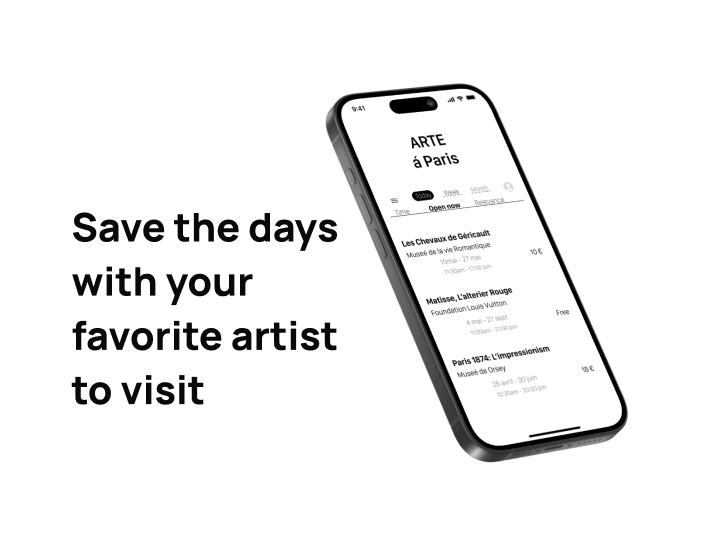 Save the days
with your
favorite artist
to visit
9:41
ARTE
á Paris
Today Week Month
Time Open now Relevance
Les Chevaux de Géricault
Museé de la vie Romantique
10mai - 27 mai
11:30am - 17:00 pm
10 €
Matisse, L'alterier Rouge
Foundation Louis Vuitton
4 mai - 27 sept
11:00am - 21:00 pm
Free
Paris 1874: L'impressionism
Museé de Orsey
26 avril - 30 juin
10:30am - 20:00 pm
18 €